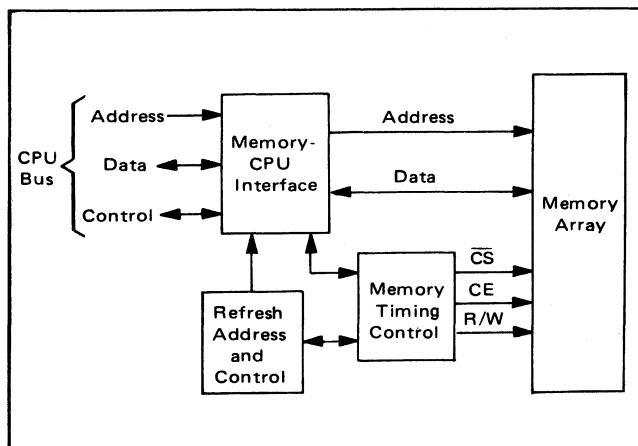 CPU
Bus
Address
Data
Control
Memory-
CPU
Interface
Address
Data
Memory
Array
Refresh
Address
and
Control
Memory
Timing
Control
C̅S̅
CE
R/W